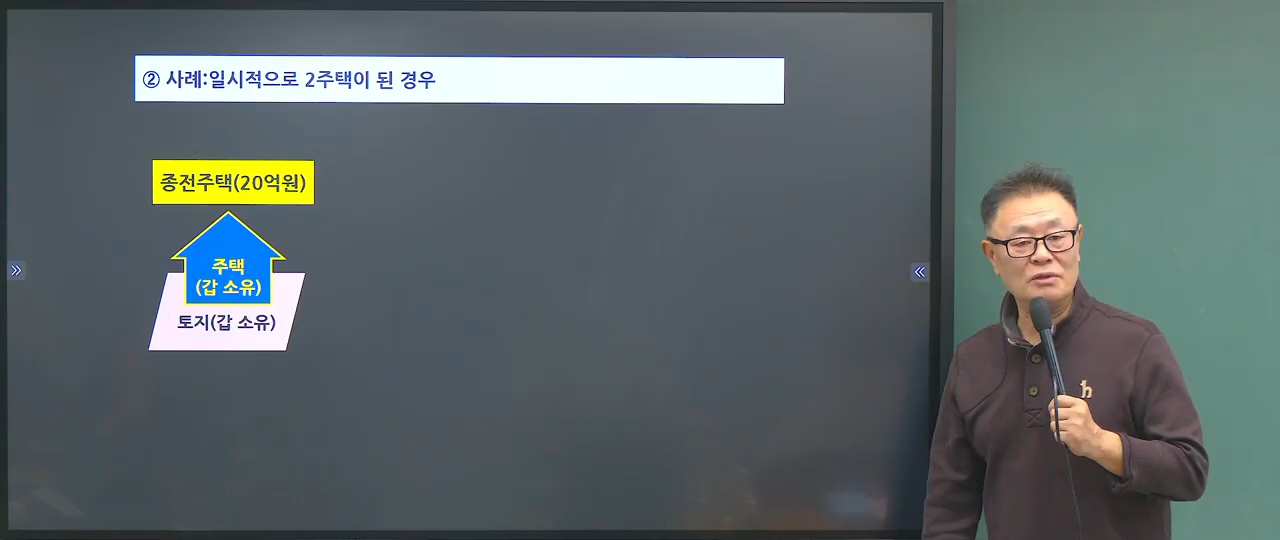 ② 사례:일시적으로 2주택이 된 경우
종전주택(20억원)
주택
(갑 소유)
토지(갑 소유)
h